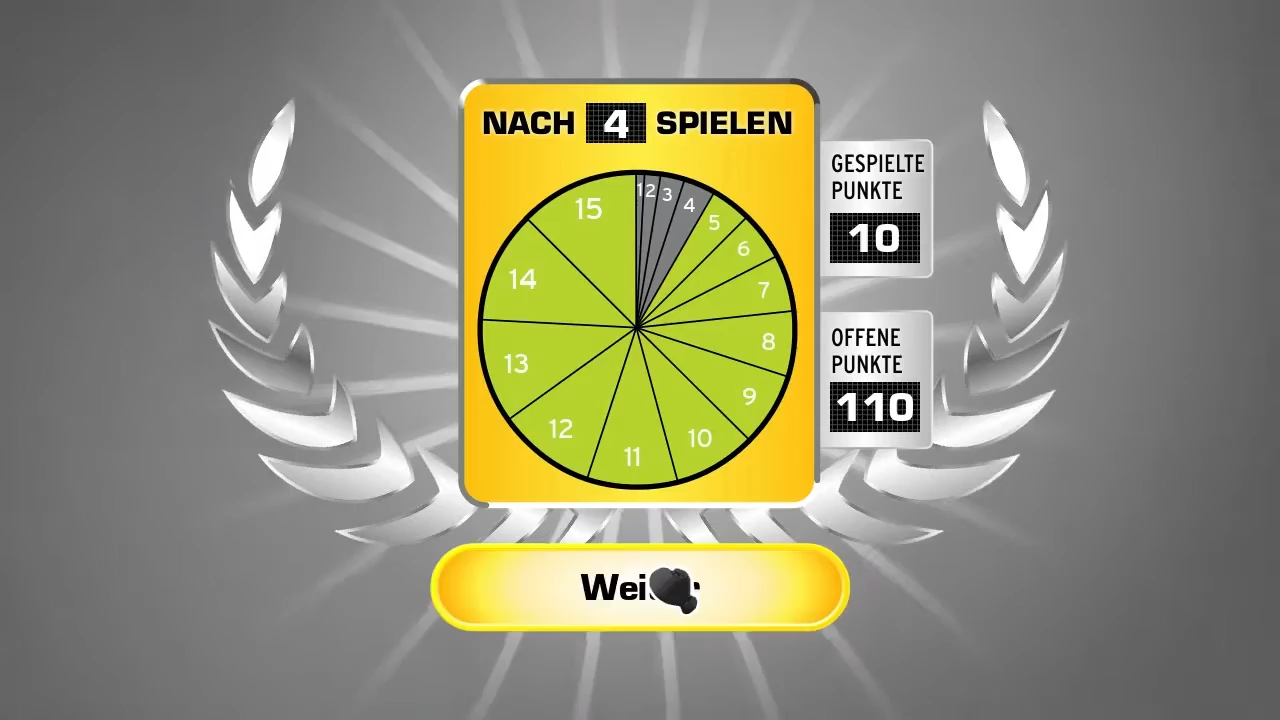 NACH 4 SPIELEN
1 2 3 4 5 6 7 8 9 10 11 12 13 14 15
GESPIELTE
PUNKTE
10
OFFENE
PUNKTE
110